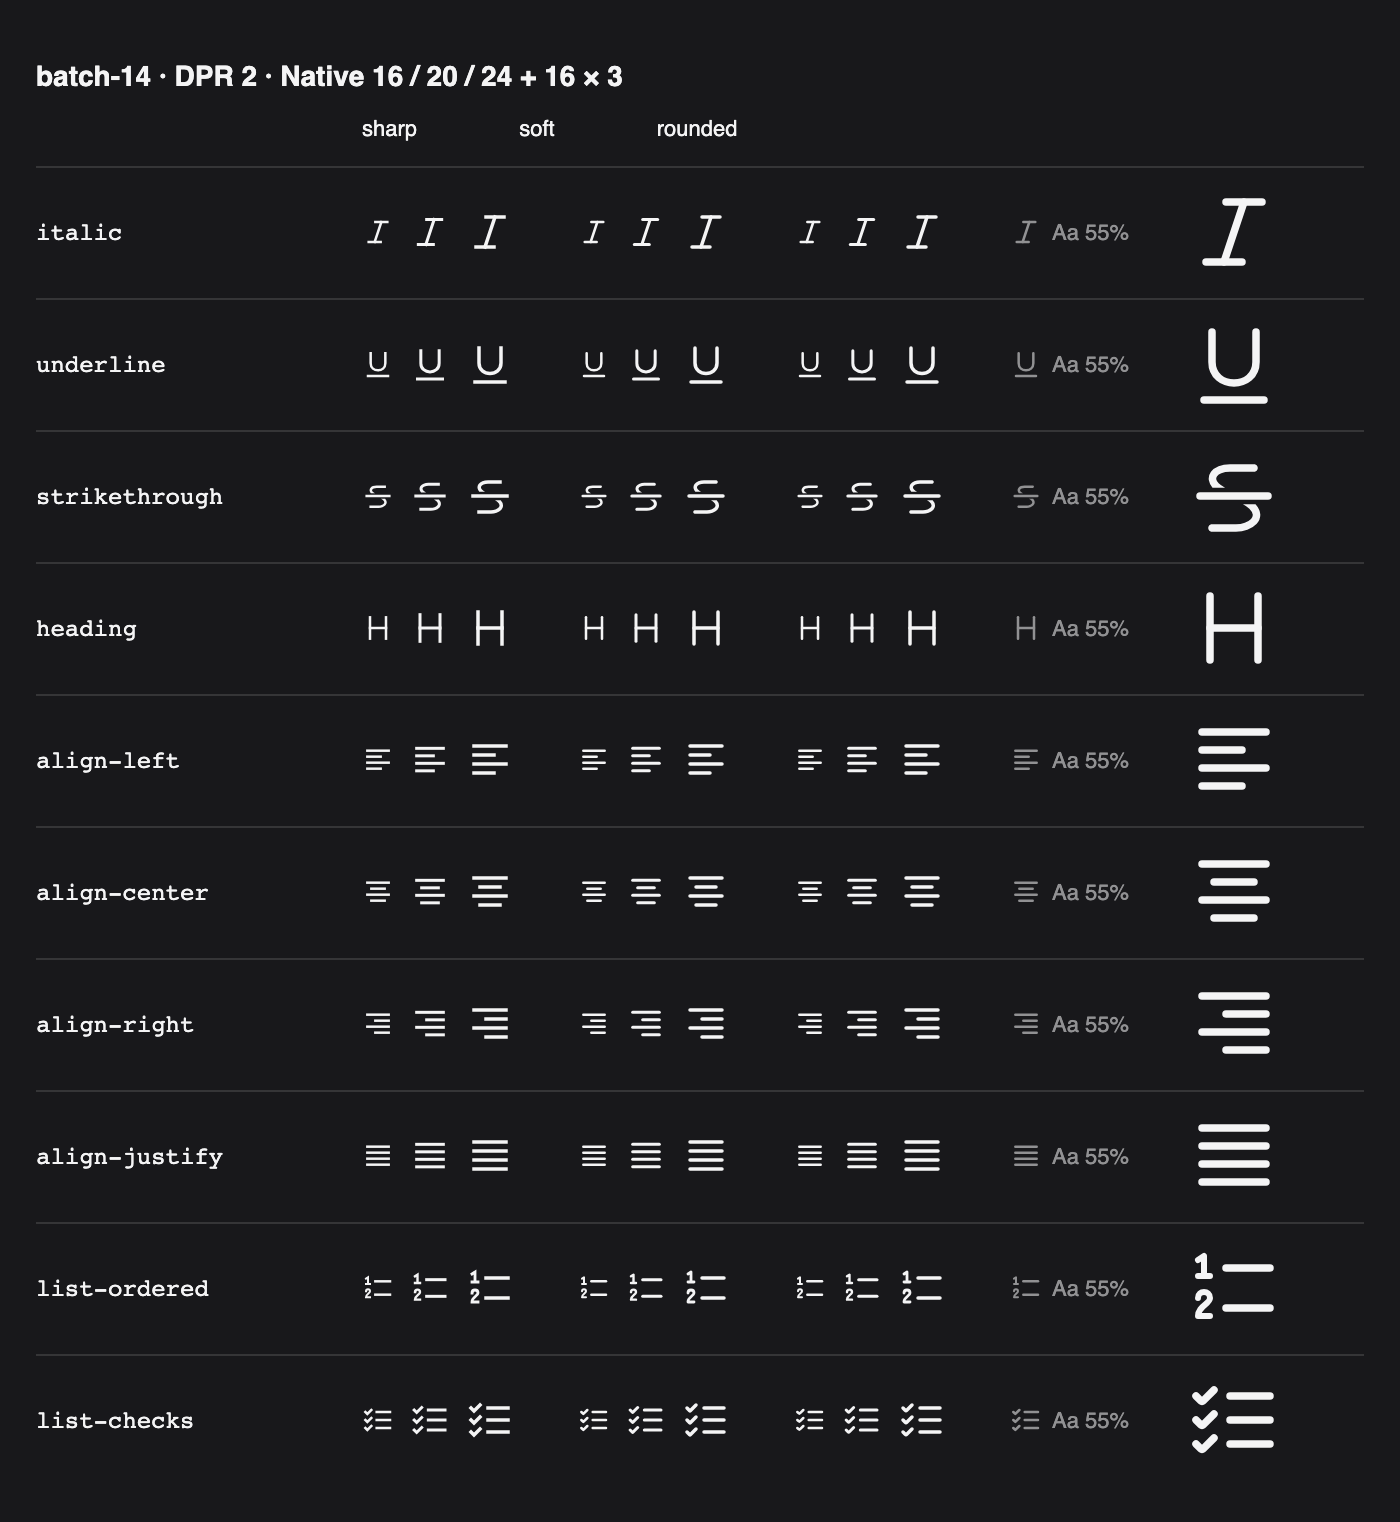 batch-14 · DPR 2 · Native 16 / 20 / 24 + 16 × 3
sharp soft rounded
italic Aa 55%
underline Aa 55%
strikethrough Aa 55%
heading Aa 55%
align-left Aa 55%
align-center Aa 55%
align-right Aa 55%
align-justify Aa 55%
list-ordered Aa 55%
list-checks Aa 55%